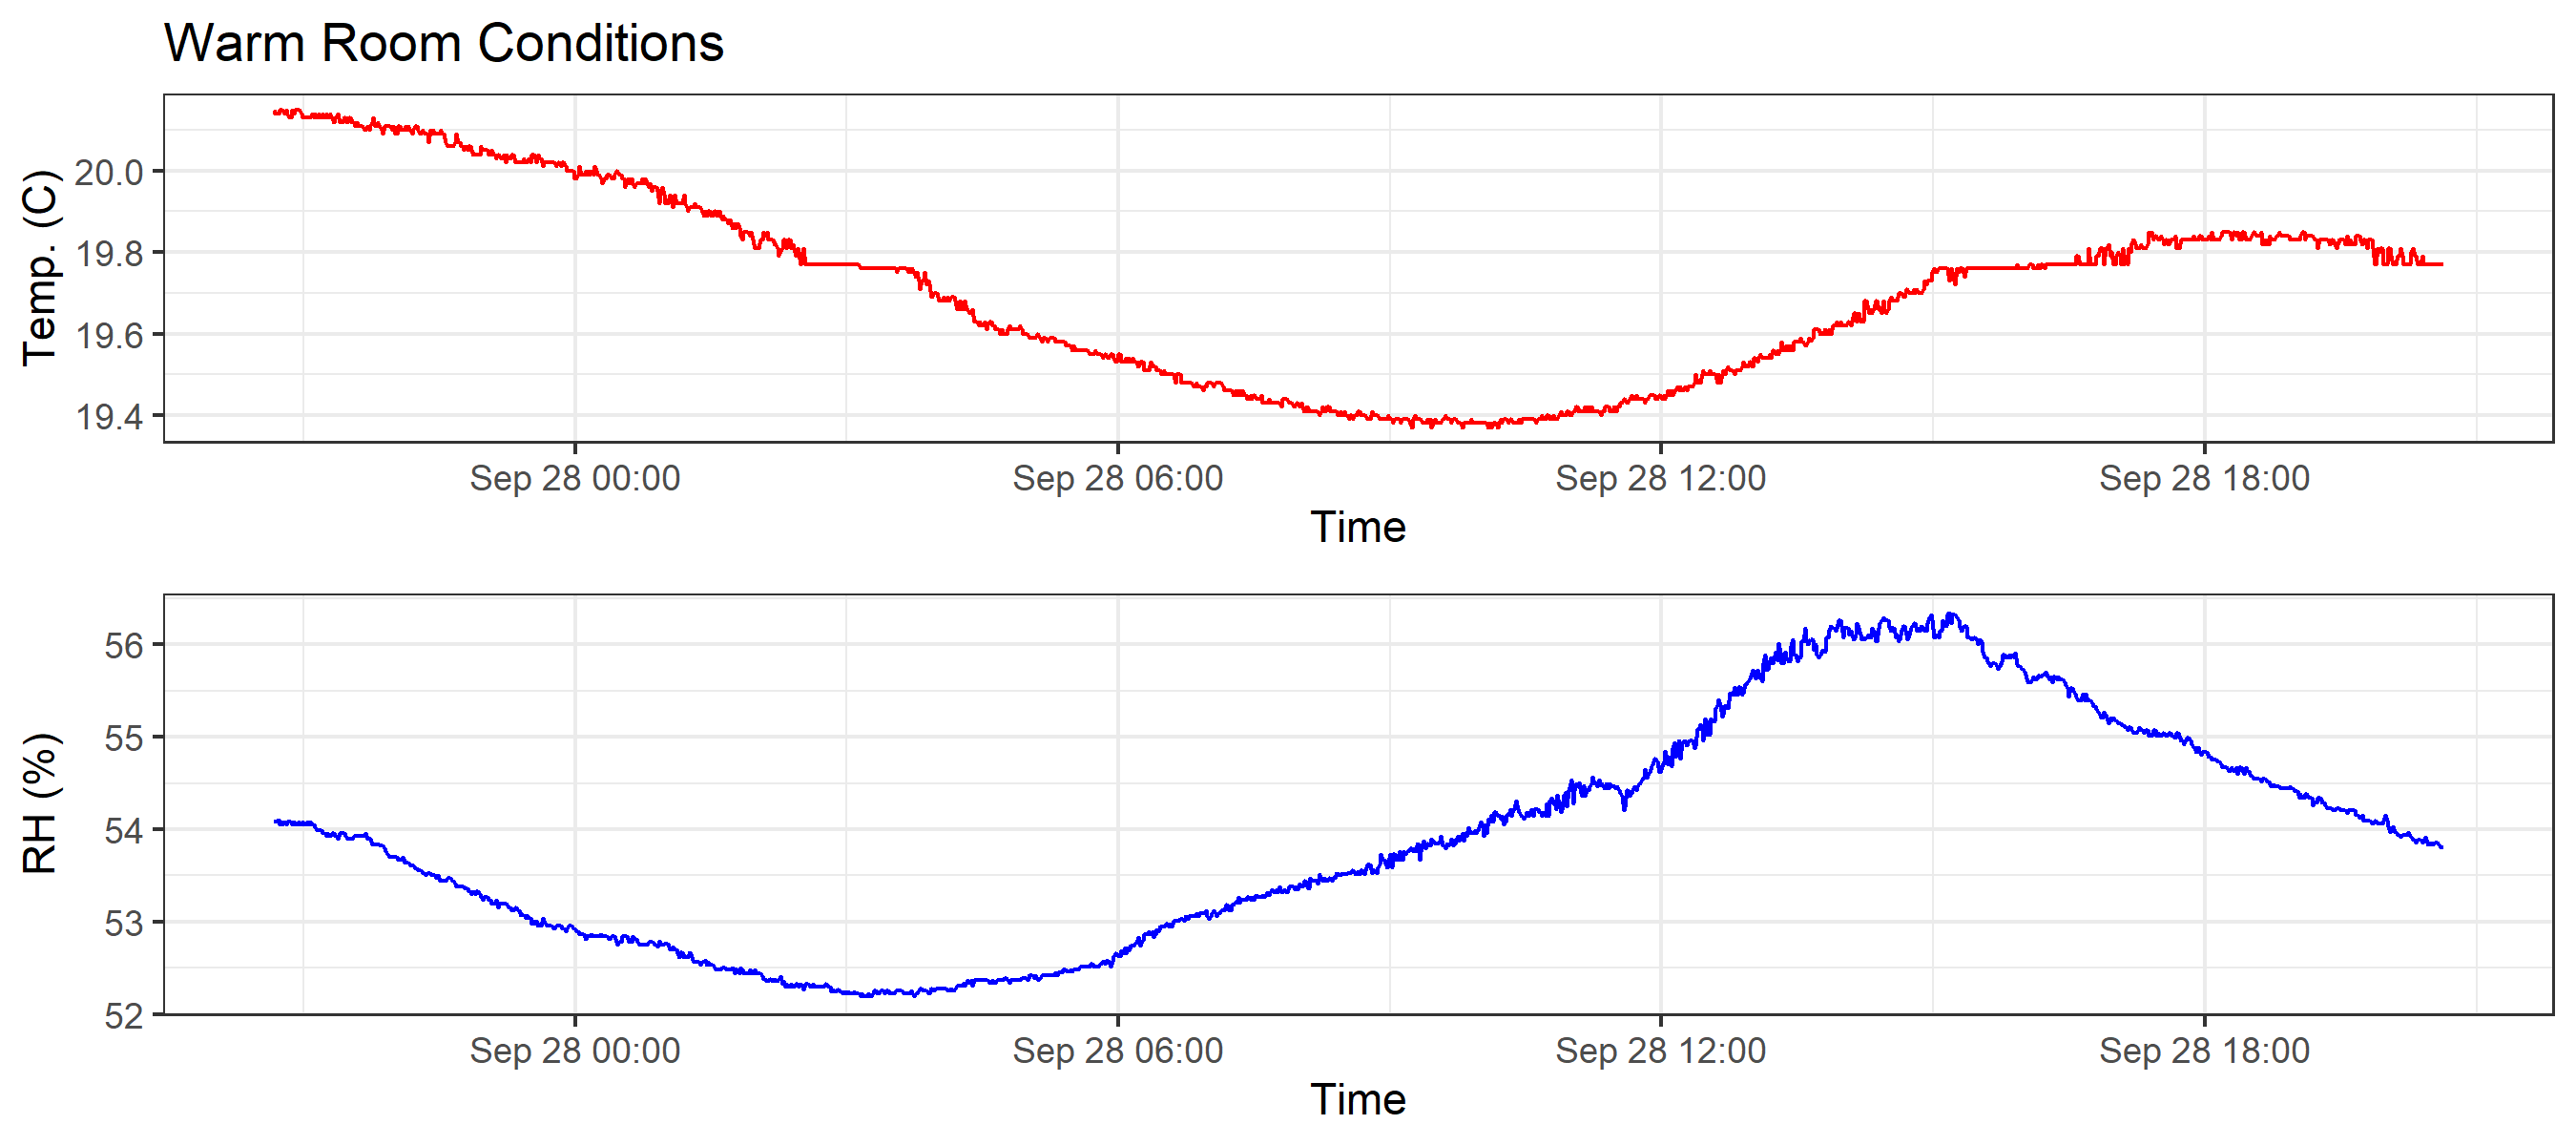 Warm Room Conditions
Temp. (C)
20.0
19.8
19.6
19.4
Sep 28 00:00 Sep 28 06:00 Sep 28 12:00 Sep 28 18:00
Time
RH (%)
56
55
54
53
52
Sep 28 00:00 Sep 28 06:00 Sep 28 12:00 Sep 28 18:00
Time